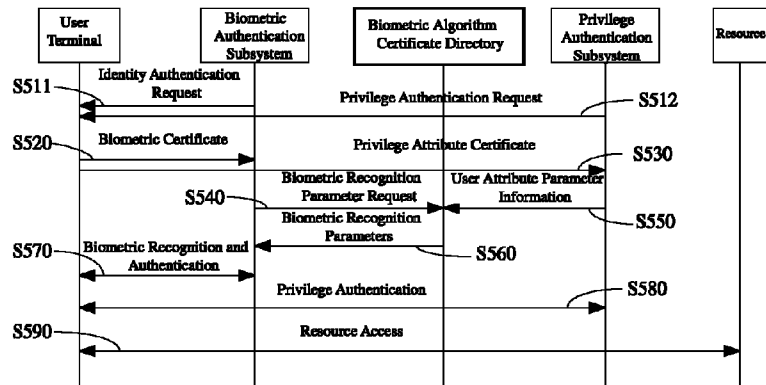 User
Terminal
Biometric
Authentication
Subsystem
Biometric Algorithm
Certificate Directory
Privilege
Authentication
Subsystem
Resource
S511
Identity Authentication
Request
Privilege Authentication Request
S512
S520
Biometric Certificate
Privilege Attribute Certificate
S530
S540
Biometric Recognition
Parameter Request
User Attribute Parameter
Information
S550
Biometric Recognition
Parameters
S560
S570
Biometric Recognition and
Authentication
Privilege Authentication
S580
S590
Resource Access